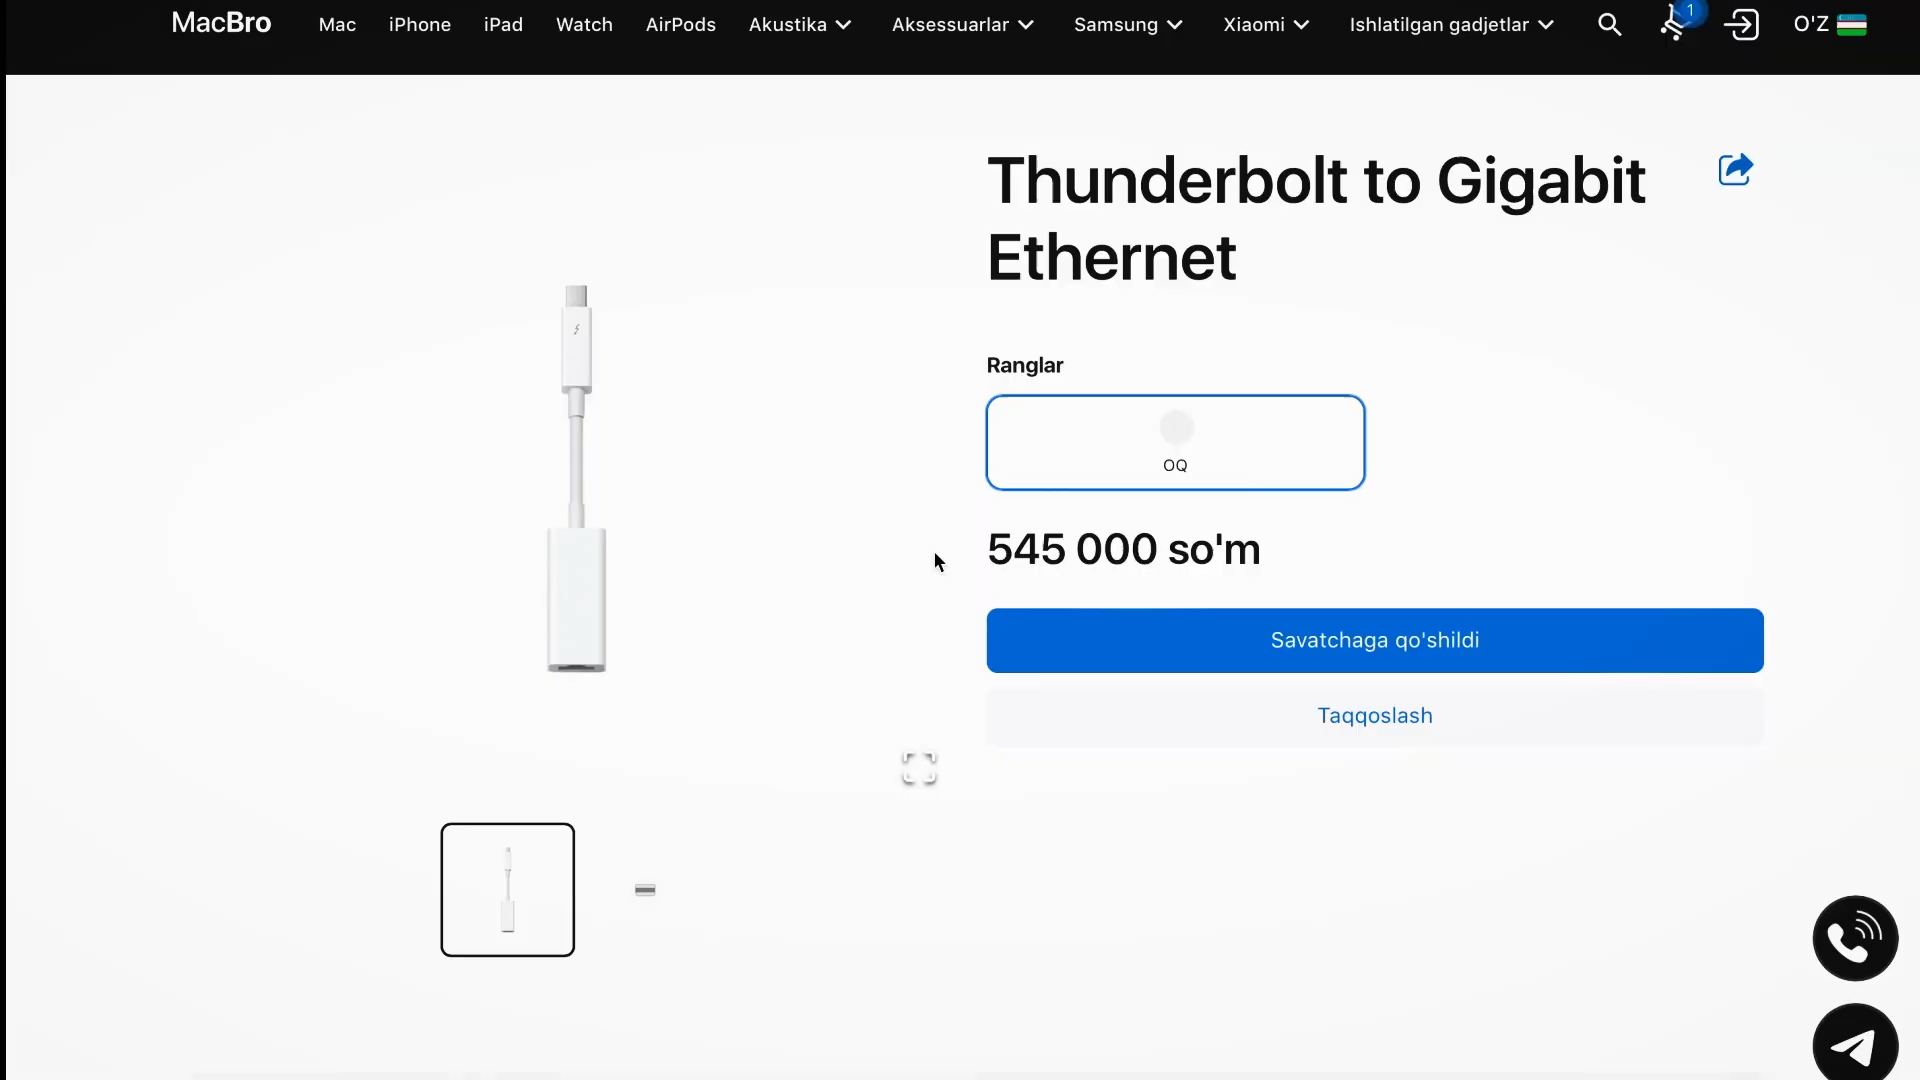 MacBro Mac iPhone iPad Watch AirPods Akustika Aksessuarlar Samsung Xiaomi Ishlatilgan gadjetlar 1 O'Z
Thunderbolt to Gigabit
Ethernet
Ranglar
OQ
545 000 so'm
Savatchaga qo'shildi
Taqqoslash